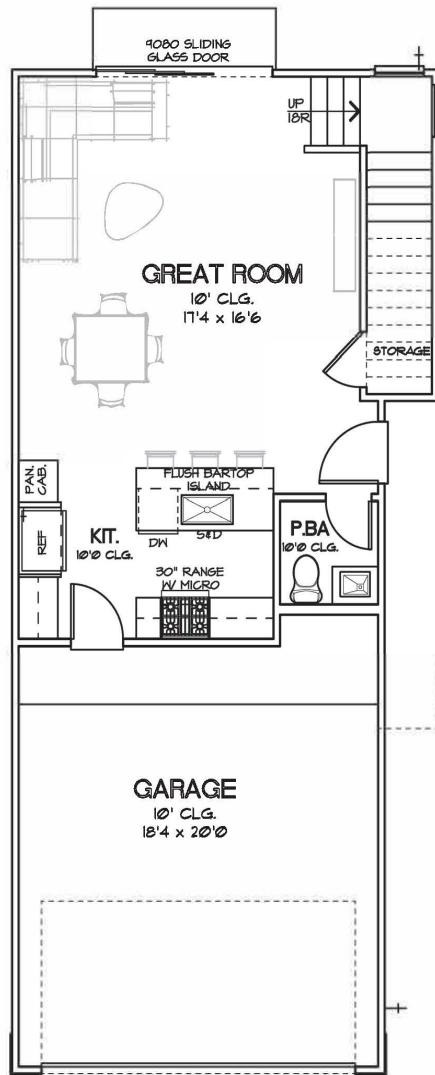 9080 SLIDING
GLASS DOOR
UP
18R
GREAT ROOM
10' CLG.
17'4 x 16'6
STORAGE
PAN.
CAB.
FLUSH BARTOP
ISLAND
REF
KIT.
10'0 CLG.
DW
S&D
P.BA
10'0 CLG.
30" RANGE
W/ MICRO
GARAGE
10' CLG.
18'4 x 20'0